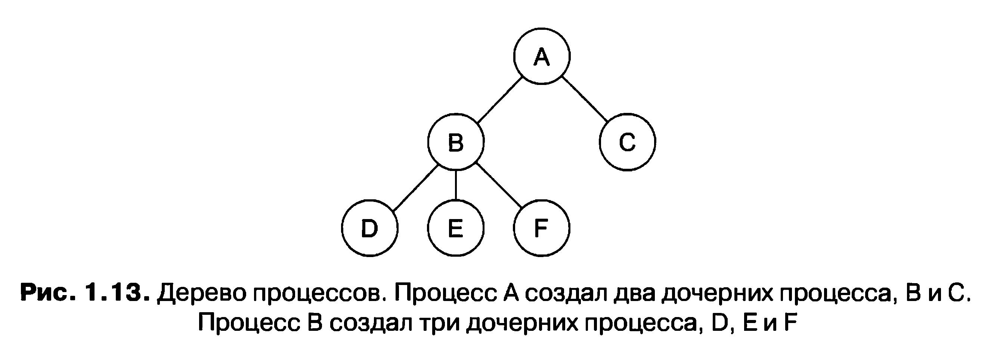 A
B
C
D
E
F
Рис. 1.13. Дерево процессов. Процесс A создал два дочерних процесса, B и C.
Процесс B создал три дочерних процесса, D, E и F